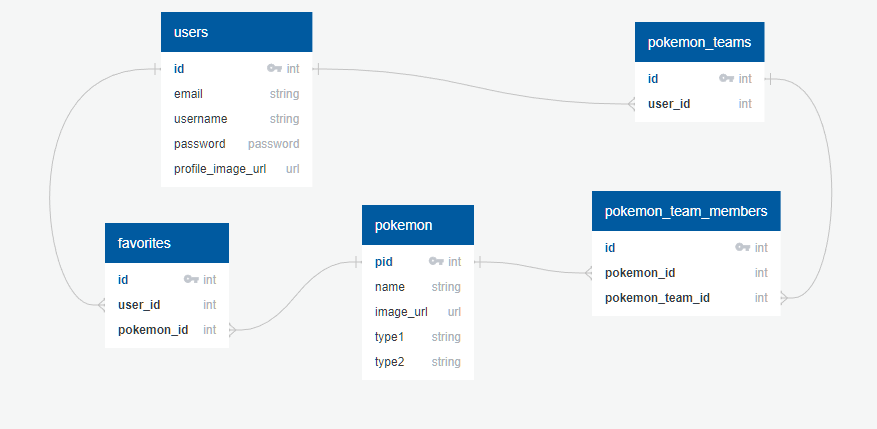 users
id int
email string
username string
password password
profile_image_url url
pokemon_teams
id int
user_id int
favorites
id int
user_id int
pokemon_id int
pokemon
pid int
name string
image_url url
type1 string
type2 string
pokemon_team_members
id int
pokemon_id int
pokemon_team_id int